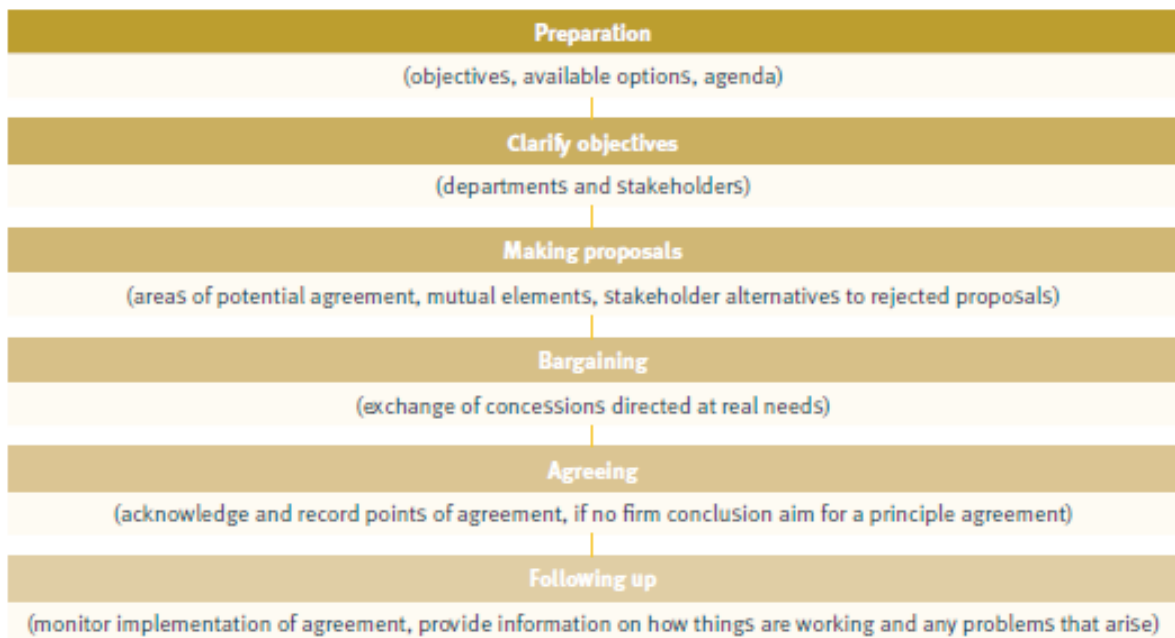 Preparation
(objectives, available options, agenda)
Clarify objectives
(departments and stakeholders)
Making proposals
(areas of potential agreement, mutual elements, stakeholder alternatives to rejected proposals)
Bargaining
(exchange of concessions directed at real needs)
Agreeing
(acknowledge and record points of agreement, if no firm conclusion aim for a principle agreement)
Following up
(monitor implementation of agreement, provide information on how things are working and any problems that arise)